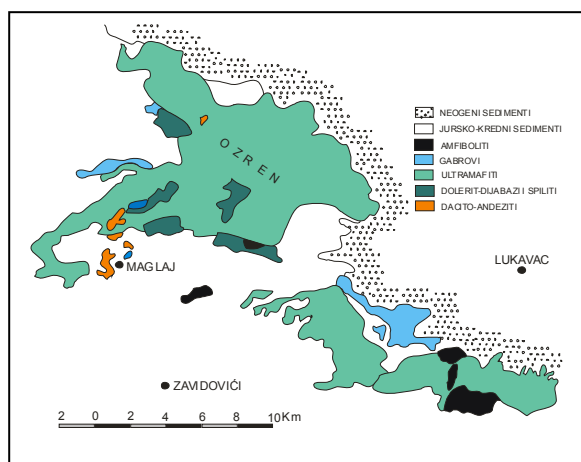 OZREN
NEOGENI SEDIMENTI
JURSKO-KREDNI SEDIMENTI
AMFIBOLITI
GABROVI
ULTRAMAFITI
DOLERIT-DIJABAZI I SPILITI
DACITO-ANDEZITI
LUKAVAC
MAGLAJ
ZAVIDOVIĆI
2 0 2 4 6 8 10Km